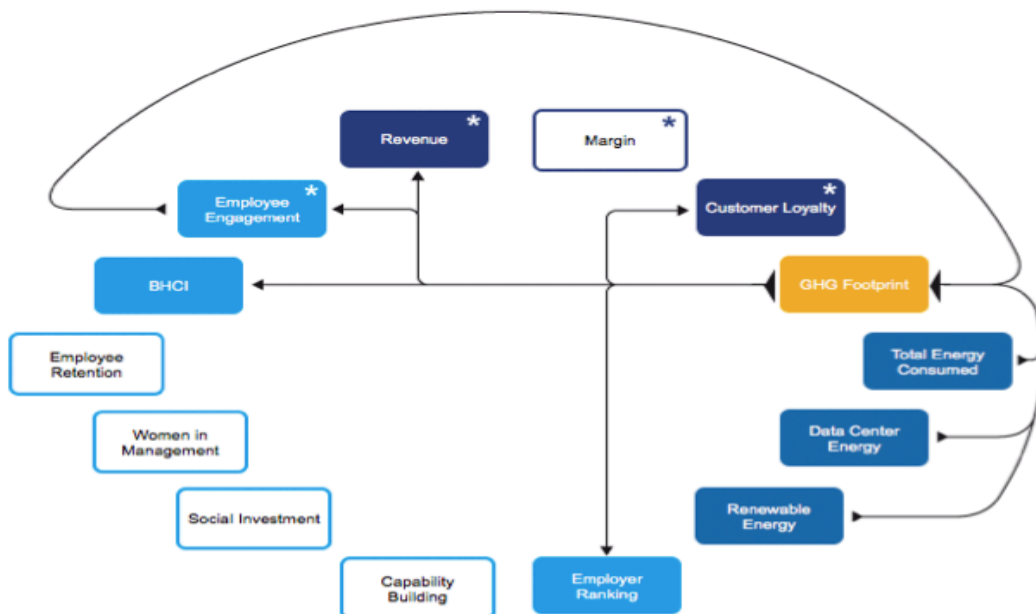 *
Revenue
*
Margin
*
Employee
Engagement
*
Customer Loyalty
BHCI
GHG Footprint
Employee
Retention
Total Energy
Consumed
Women in
Management
Data Center
Energy
Social Investment
Renewable
Energy
Capability
Building
Employer
Ranking